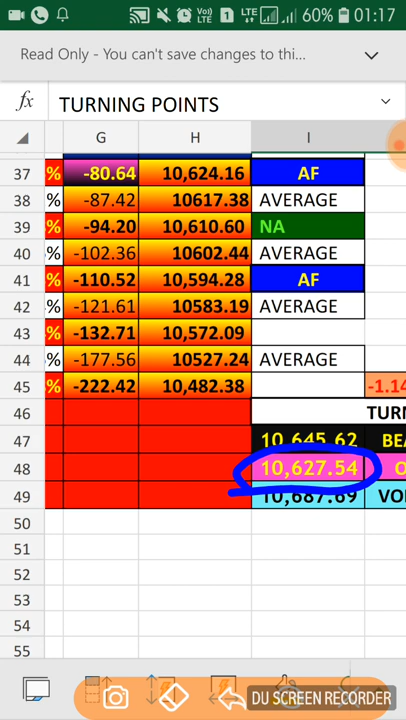 Vo)) LTE 1 LTE 60% 01:17
Read Only - You can't save changes to thi...
fx TURNING POINTS
G H I
37 % -80.64 10,624.16 AF
38 % -87.42 10617.38 AVERAGE
39 % -94.20 10,610.60 NA
40 % -102.36 10602.44 AVERAGE
41 % -110.52 10,594.28 AF
42 % -121.61 10583.19 AVERAGE
43 % -132.71 10,572.09
44 % -177.56 10527.24 AVERAGE
45 % -222.42 10,482.38 -1.14
46 TURN
47 10,645.62 BEA
48 10,627.54 O
49 10,687.69 VO
50
51
52
53
54
55
DU SCREEN RECORDER